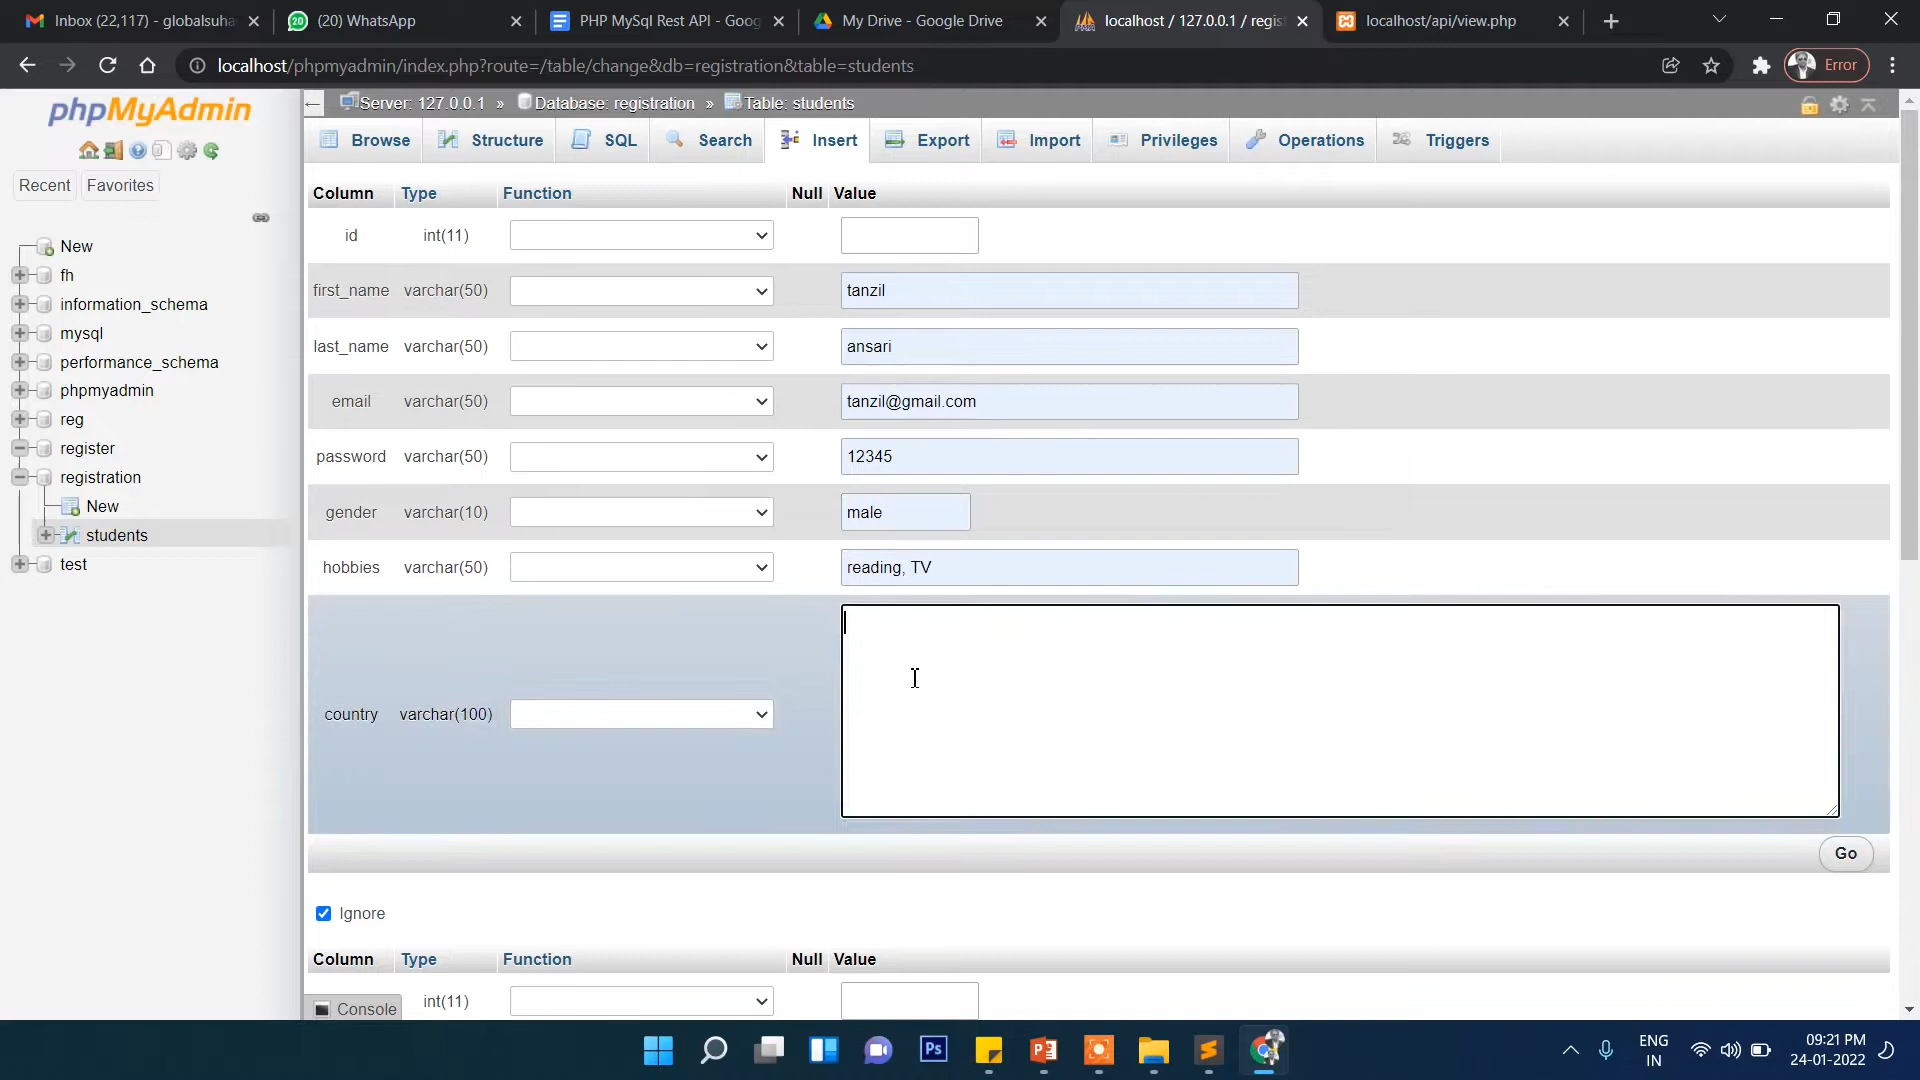 Inbox (22,117) - globalsuha
(20) WhatsApp
PHP MySql Rest API - Goog
My Drive - Google Drive
localhost / 127.0.0.1 / regis
localhost/api/view.php
localhost/phpmyadmin/index.php?route=/table/change&db=registration&table=students
Error
phpMyAdmin
Server: 127.0.0.1 » Database: registration » Table: students
Browse
Structure
SQL
Search
Insert
Export
Import
Privileges
Operations
Triggers
Recent
Favorites
New
fh
information_schema
mysql
performance_schema
phpmyadmin
reg
register
registration
New
students
test
Column Type Function Null Value
id int(11)
first_name varchar(50) tanzil
last_name varchar(50) ansari
email varchar(50) tanzil@gmail.com
password varchar(50) 12345
gender varchar(10) male
hobbies varchar(50) reading, TV
country varchar(100)
Go
Ignore
Column Type Function Null Value
int(11)
Console
20
Ps
ENG
IN
09:21 PM
24-01-2022